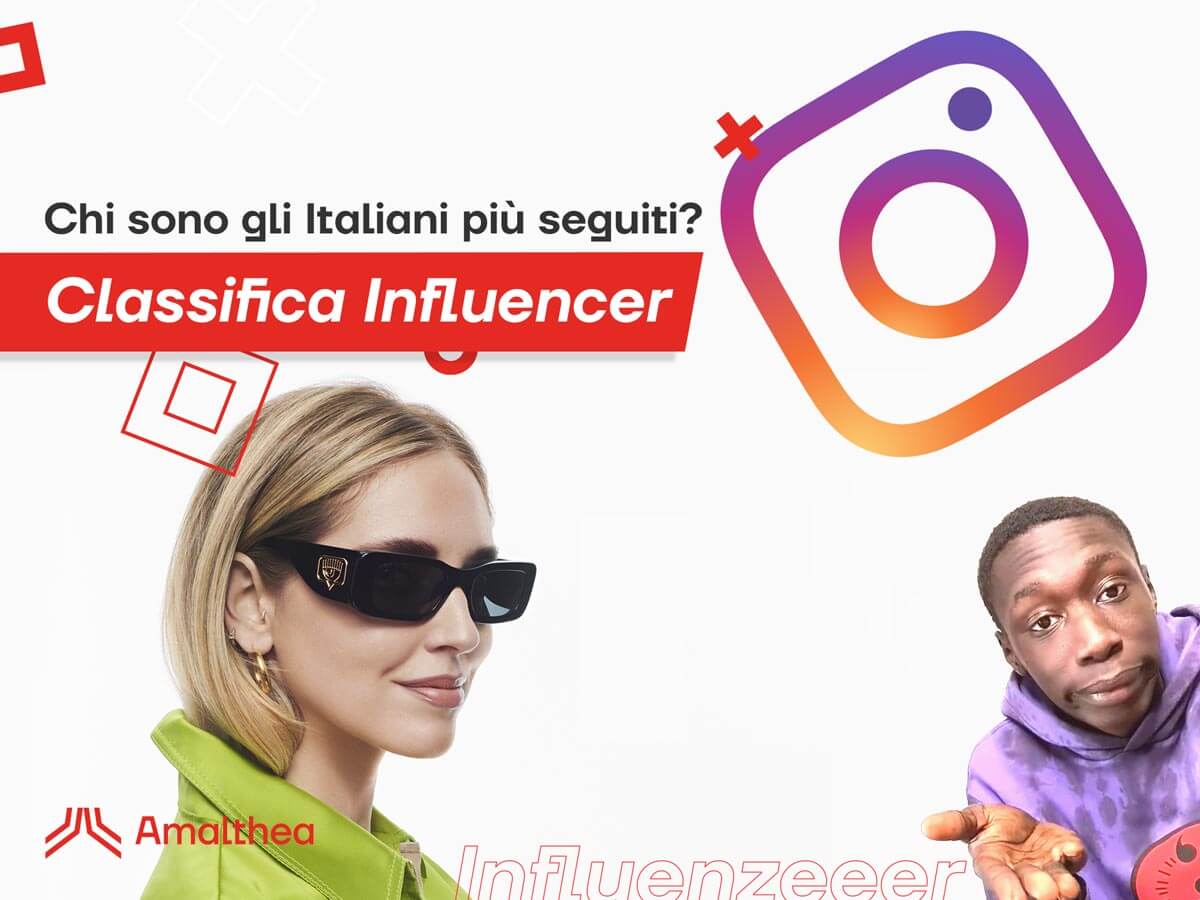 Chi sono gli Italiani più seguiti?
Classifica Influencer
Amalthea
Influenzeeer